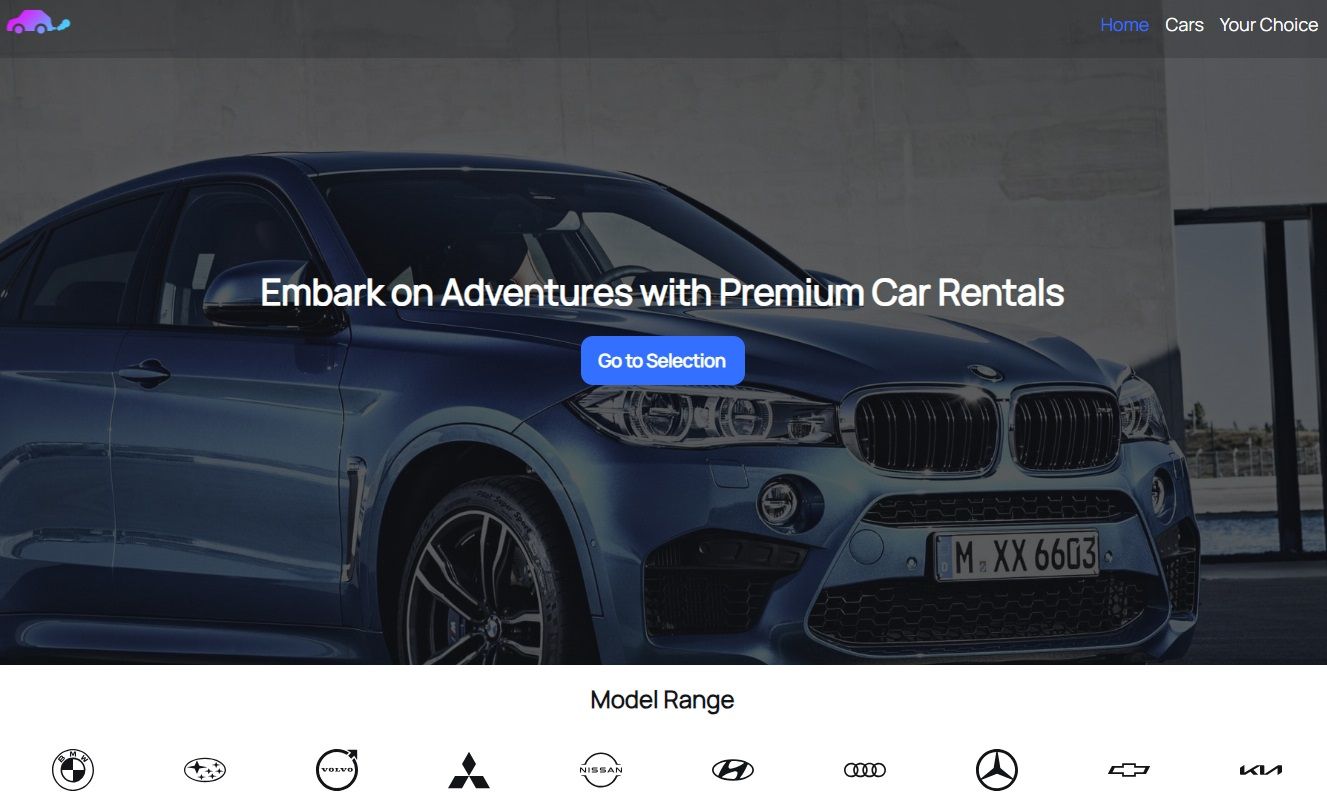 Home Cars Your Choice
Embark on Adventures with Premium Car Rentals
Go to Selection
M XX 6603
Model Range
BMW VOLVO NISSAN KIA